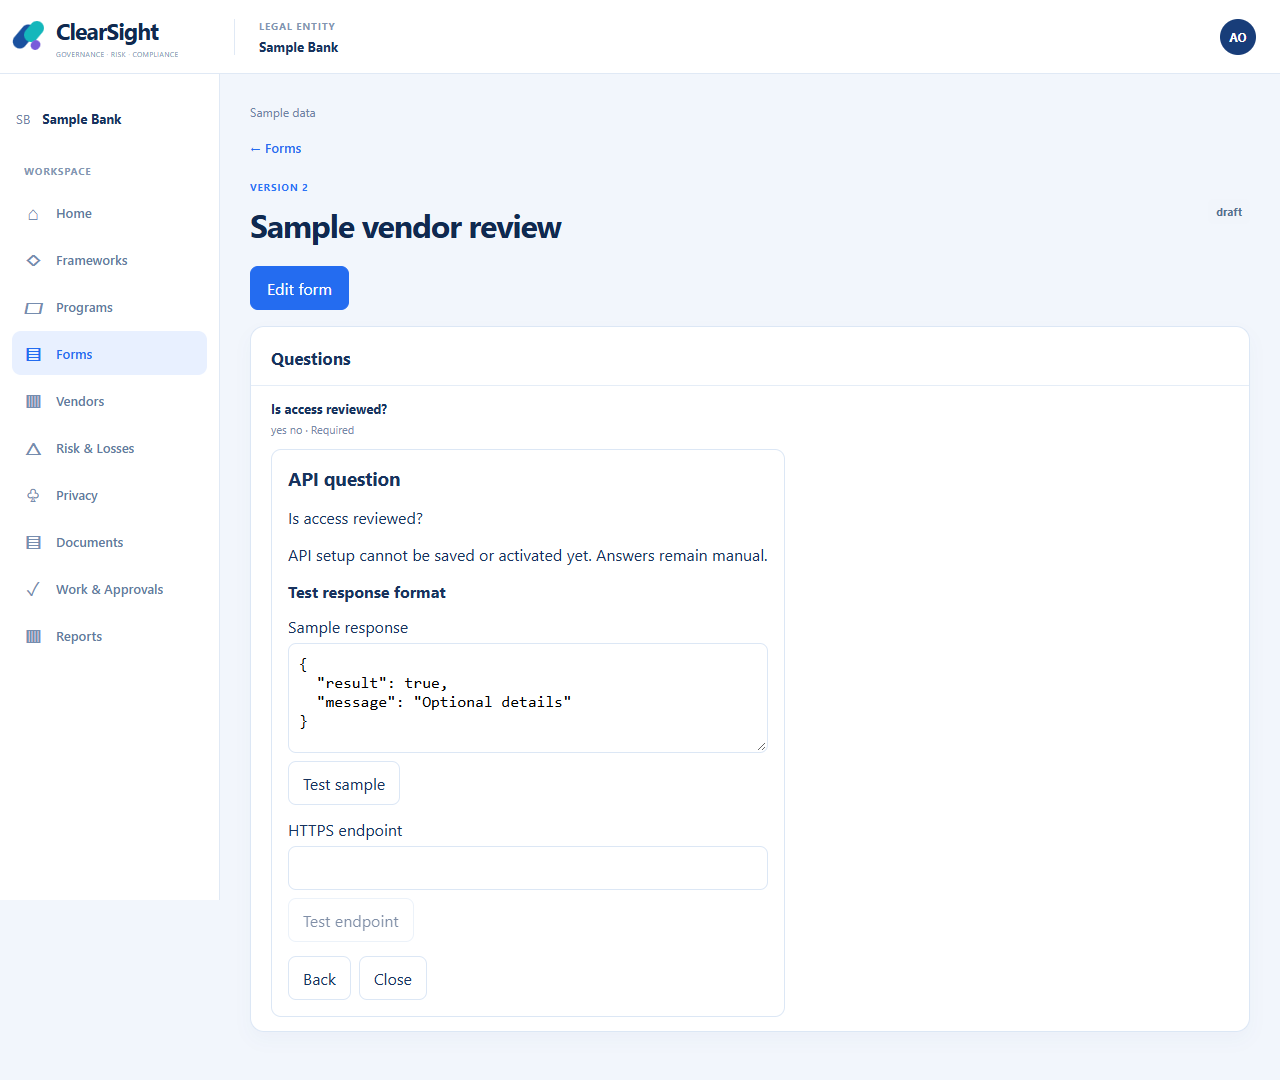 ClearSight
GOVERNANCE · RISK · COMPLIANCE
LEGAL ENTITY
Sample Bank
AO
SB Sample Bank
WORKSPACE
Home
Frameworks
Programs
Forms
Vendors
Risk & Losses
Privacy
Documents
Work & Approvals
Reports
Sample data
← Forms
VERSION 2
Sample vendor review
draft
Edit form
Questions
Is access reviewed?
yes no · Required
API question
Is access reviewed?
API setup cannot be saved or activated yet. Answers remain manual.
Test response format
Sample response
{
  "result": true,
  "message": "Optional details"
}
Test sample
HTTPS endpoint
Test endpoint
Back Close